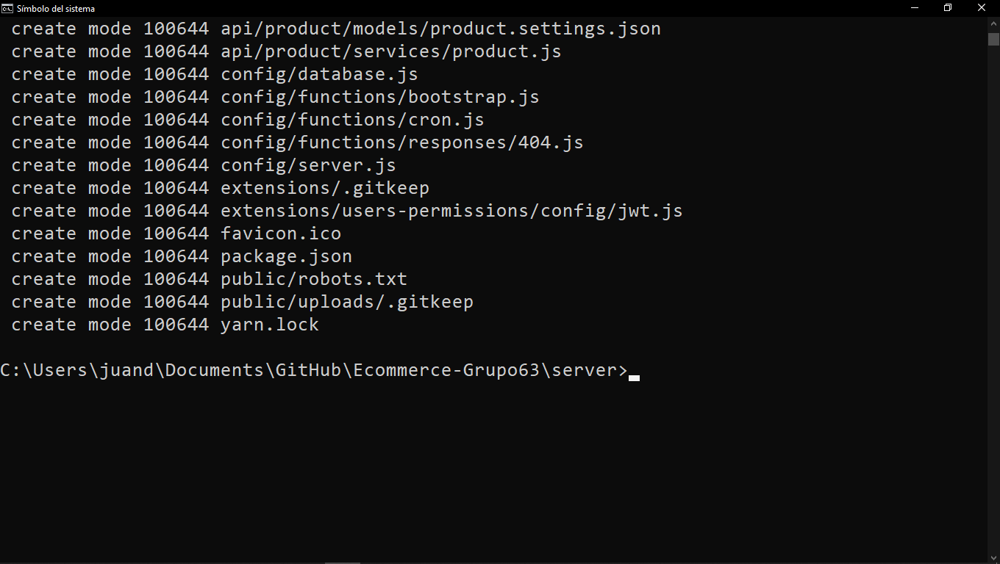 Símbolo del sistema
create mode 100644 api/product/models/product.settings.json
create mode 100644 api/product/services/product.js
create mode 100644 config/database.js
create mode 100644 config/functions/bootstrap.js
create mode 100644 config/functions/cron.js
create mode 100644 config/functions/responses/404.js
create mode 100644 config/server.js
create mode 100644 extensions/.gitkeep
create mode 100644 extensions/users-permissions/config/jwt.js
create mode 100644 favicon.ico
create mode 100644 package.json
create mode 100644 public/robots.txt
create mode 100644 public/uploads/.gitkeep
create mode 100644 yarn.lock
C:\Users\juand\Documents\GitHub\Ecommerce-Grupo63\server>